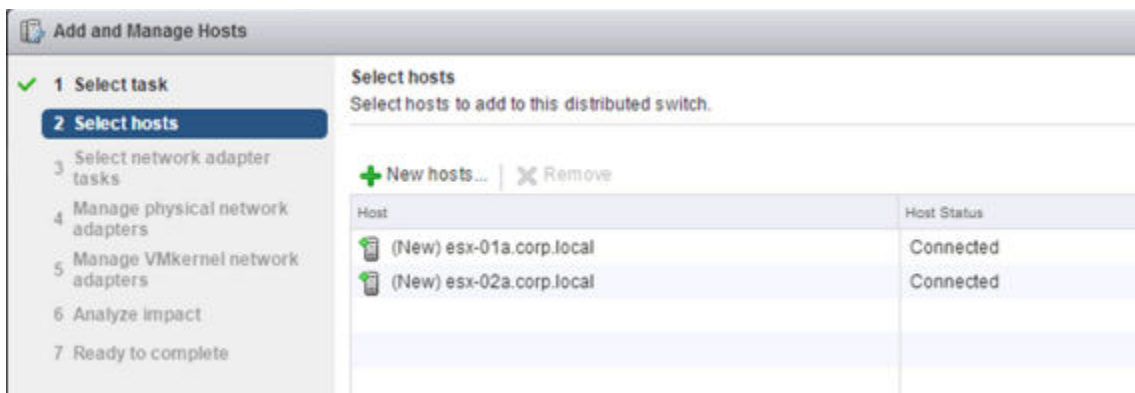 Add and Manage Hosts
1 Select task
2 Select hosts
3 Select network adapter
tasks
4 Manage physical network
adapters
5 Manage VMkernel network
adapters
6 Analyze impact
7 Ready to complete
Select hosts
Select hosts to add to this distributed switch.
New hosts... | Remove
Host Host Status
(New) esx-01a.corp.local Connected
(New) esx-02a.corp.local Connected